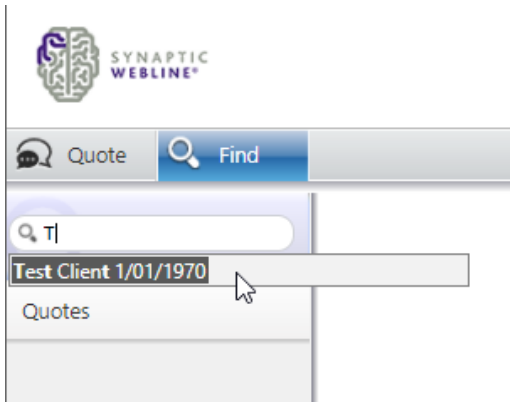 SYNAPTIC
WEBLINE®
Quote Find
T
Test Client 1/01/1970
Quotes